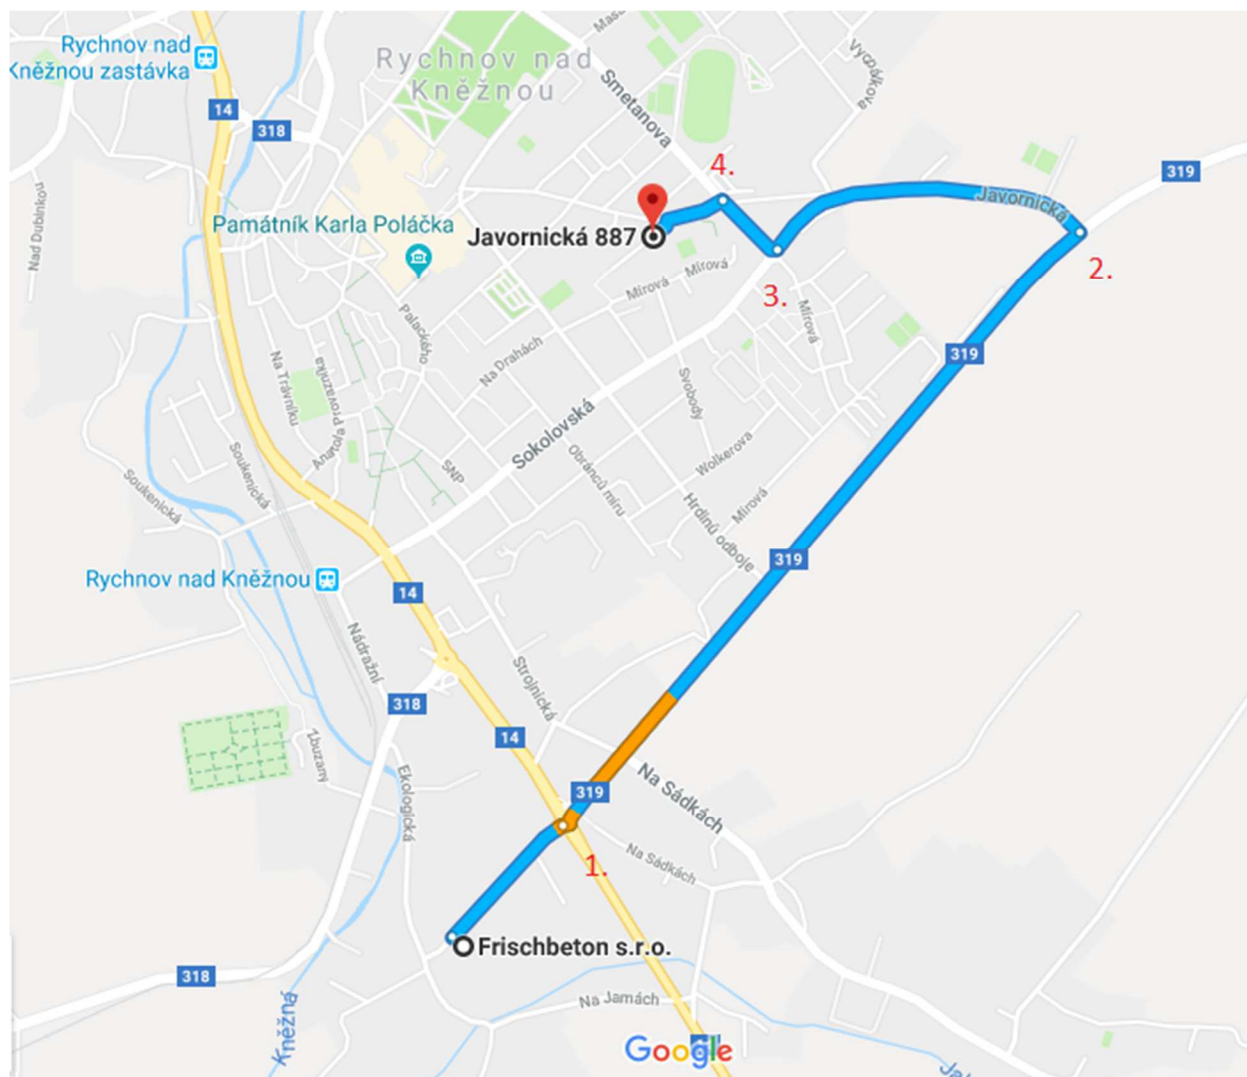 Rychnov nad
Kněžnou zastávka
14
318
Rychnov nad
Kněžnou
Smetanova
4.
319
Javornická
Nad Dubinkou
Památník Karla Poláčka
Javornická 887
2.
Mírová
Mírová
3.
Mírová
Palackého
Na Drahách
319
Na Trávníku
Svobody
Sokolovská
Soukenická
Soukenická
SNP
Obránců míru
Wolkerova
Mírová
Hrdinů odboje
319
Rychnov nad Kněžnou
14
Nádražní
Strojnická
318
14
Zbuzany
Ekologická
319
Na Sádkách
1.
Na Sádkách
Frischbeton s.r.o.
318
Na Jamách
Kněžná
Google